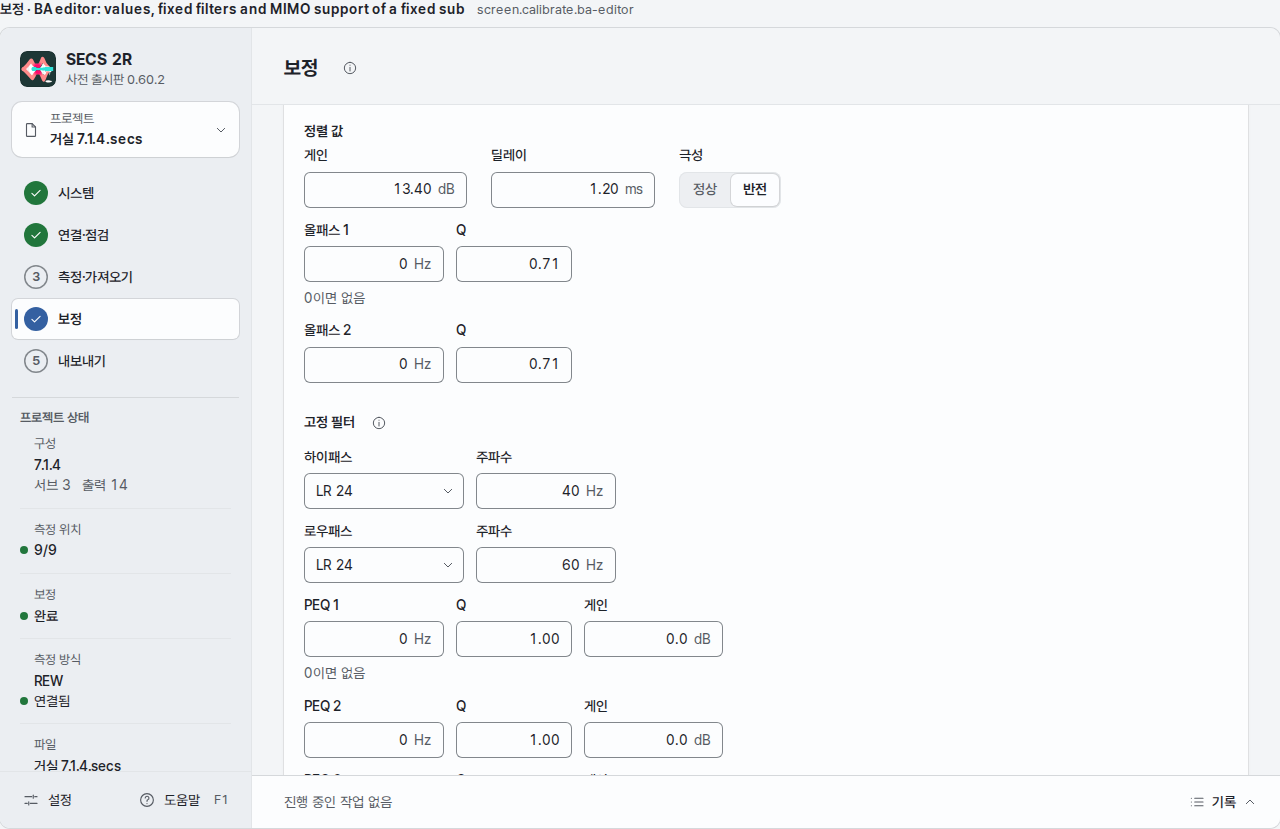 보정 · BA editor: values, fixed filters and MIMO support of a fixed sub screen.calibrate.ba-editor
SECS 2R
사전 출시판 0.60.2
프로젝트
거실 7.1.4.secs
시스템
연결·점검
3 측정·가져오기
보정
5 내보내기
프로젝트 상태
구성
7.1.4
서브 3 출력 14
측정 위치
9/9
보정
완료
측정 방식
REW
연결됨
파일
거실 7.1.4.secs
설정 도움말 F1
보정
정렬 값
게인 딜레이 극성
13.40 dB 1.20 ms 정상 반전
올패스 1 Q
0 Hz 0.71
0이면 없음
올패스 2 Q
0 Hz 0.71
고정 필터
하이패스 주파수
LR 24 40 Hz
로우패스 주파수
LR 24 60 Hz
PEQ 1 Q 게인
0 Hz 1.00 0.0 dB
0이면 없음
PEQ 2 Q 게인
0 Hz 1.00 0.0 dB
진행 중인 작업 없음 기록